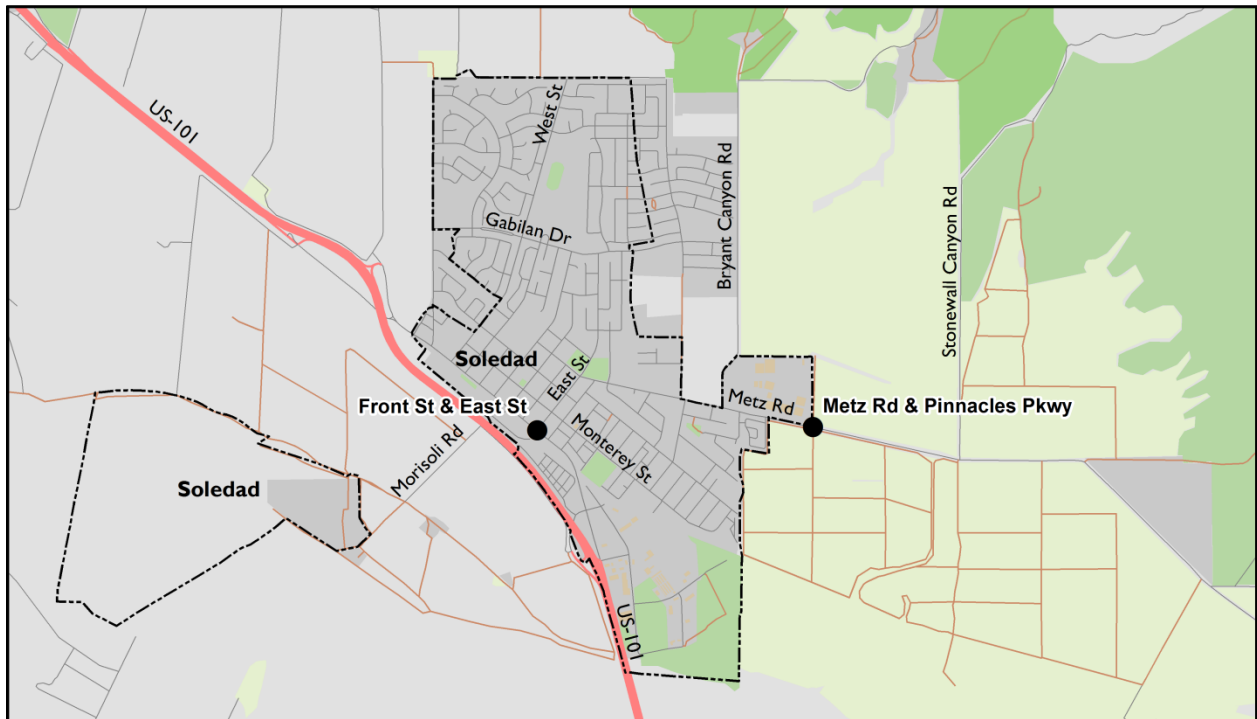 US-101
West St
Bryant Canyon Rd
Gabilan Dr
Stonewall Canyon Rd
Soledad
East St
Metz Rd
Front St & East St
Metz Rd & Pinnacles Pkwy
Monterey St
Morisoli Rd
Soledad
US-101